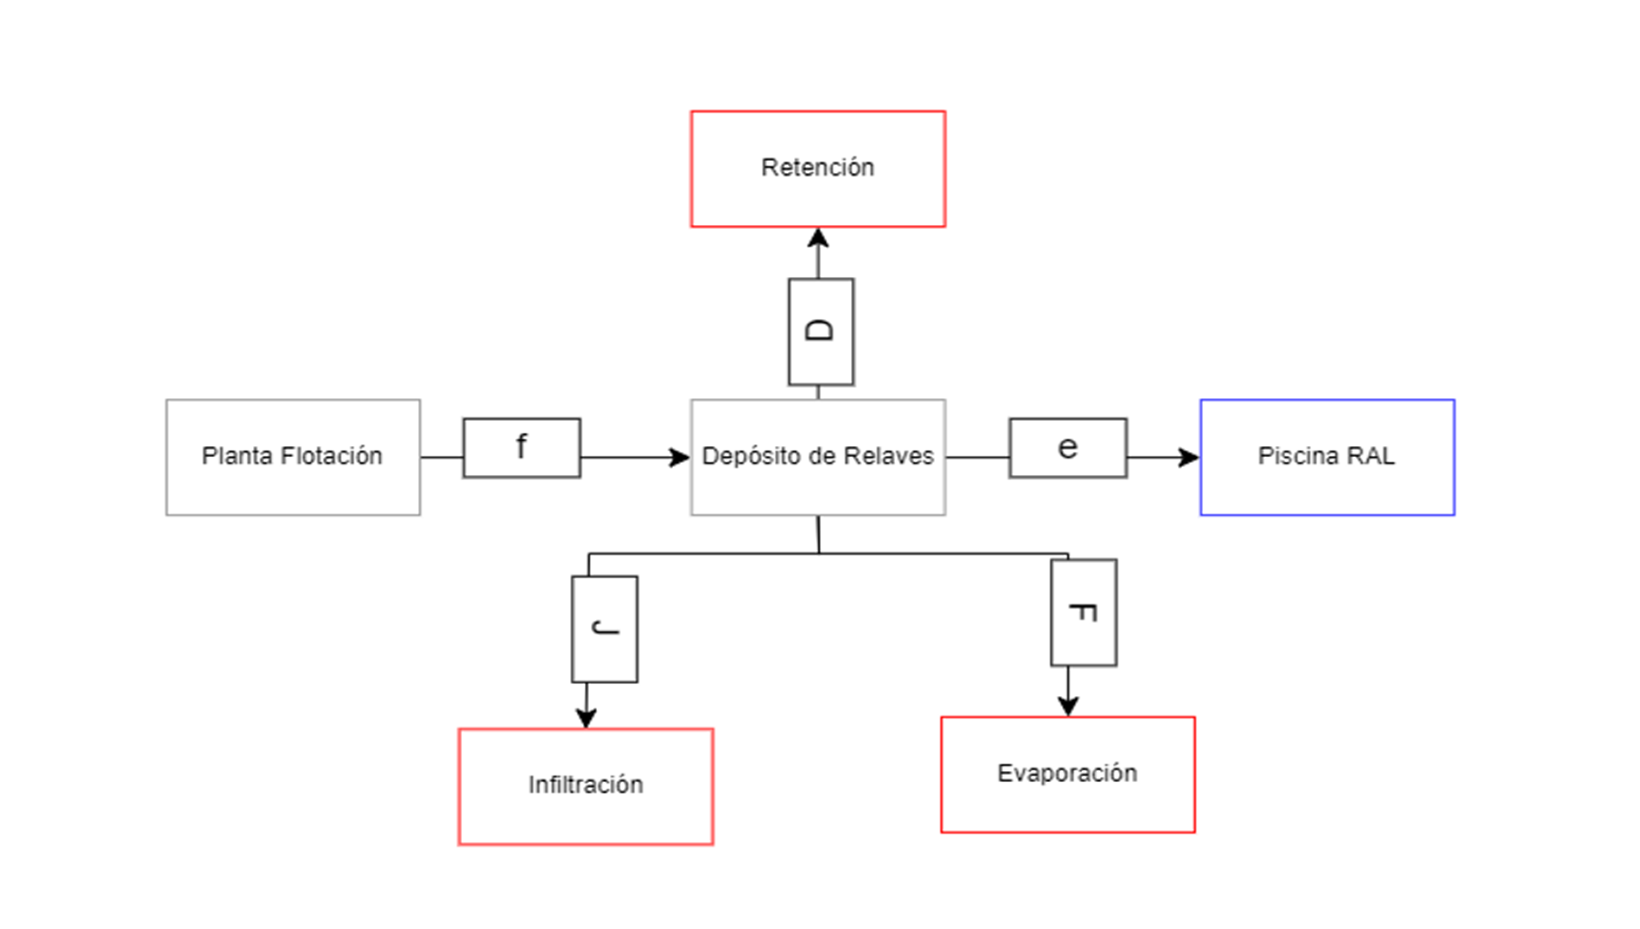 Retención
D
Planta Flotación
f
Depósito de Relaves
e
Piscina RAL
J
F
Infiltración
Evaporación